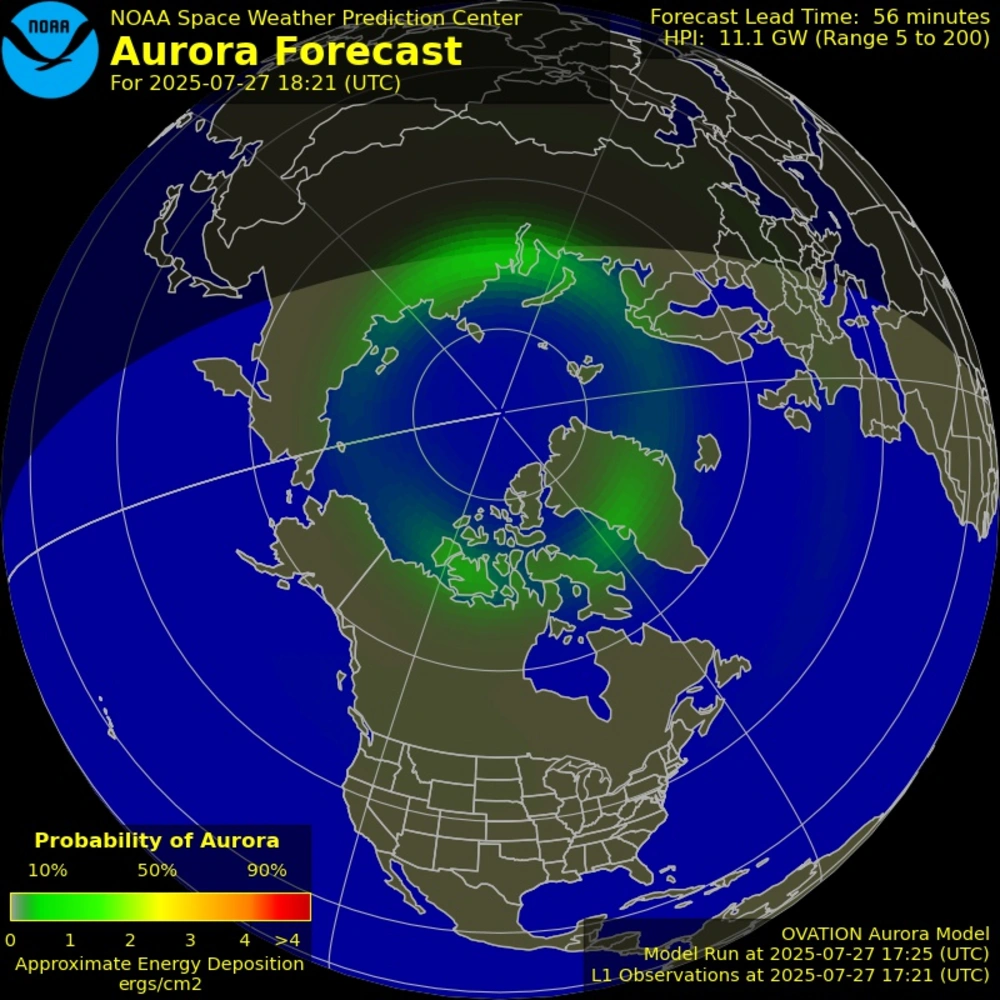 NOAA
NOAA Space Weather Prediction Center
Aurora Forecast
For 2025-07-27 18:21 (UTC)
Forecast Lead Time: 56 minutes
HPI: 11.1 GW (Range 5 to 200)
Probability of Aurora
10% 50% 90%
0 1 2 3 4 >4
Approximate Energy Deposition
ergs/cm2
OVATION Aurora Model
Model Run at 2025-07-27 17:25 (UTC)
L1 Observations at 2025-07-27 17:21 (UTC)